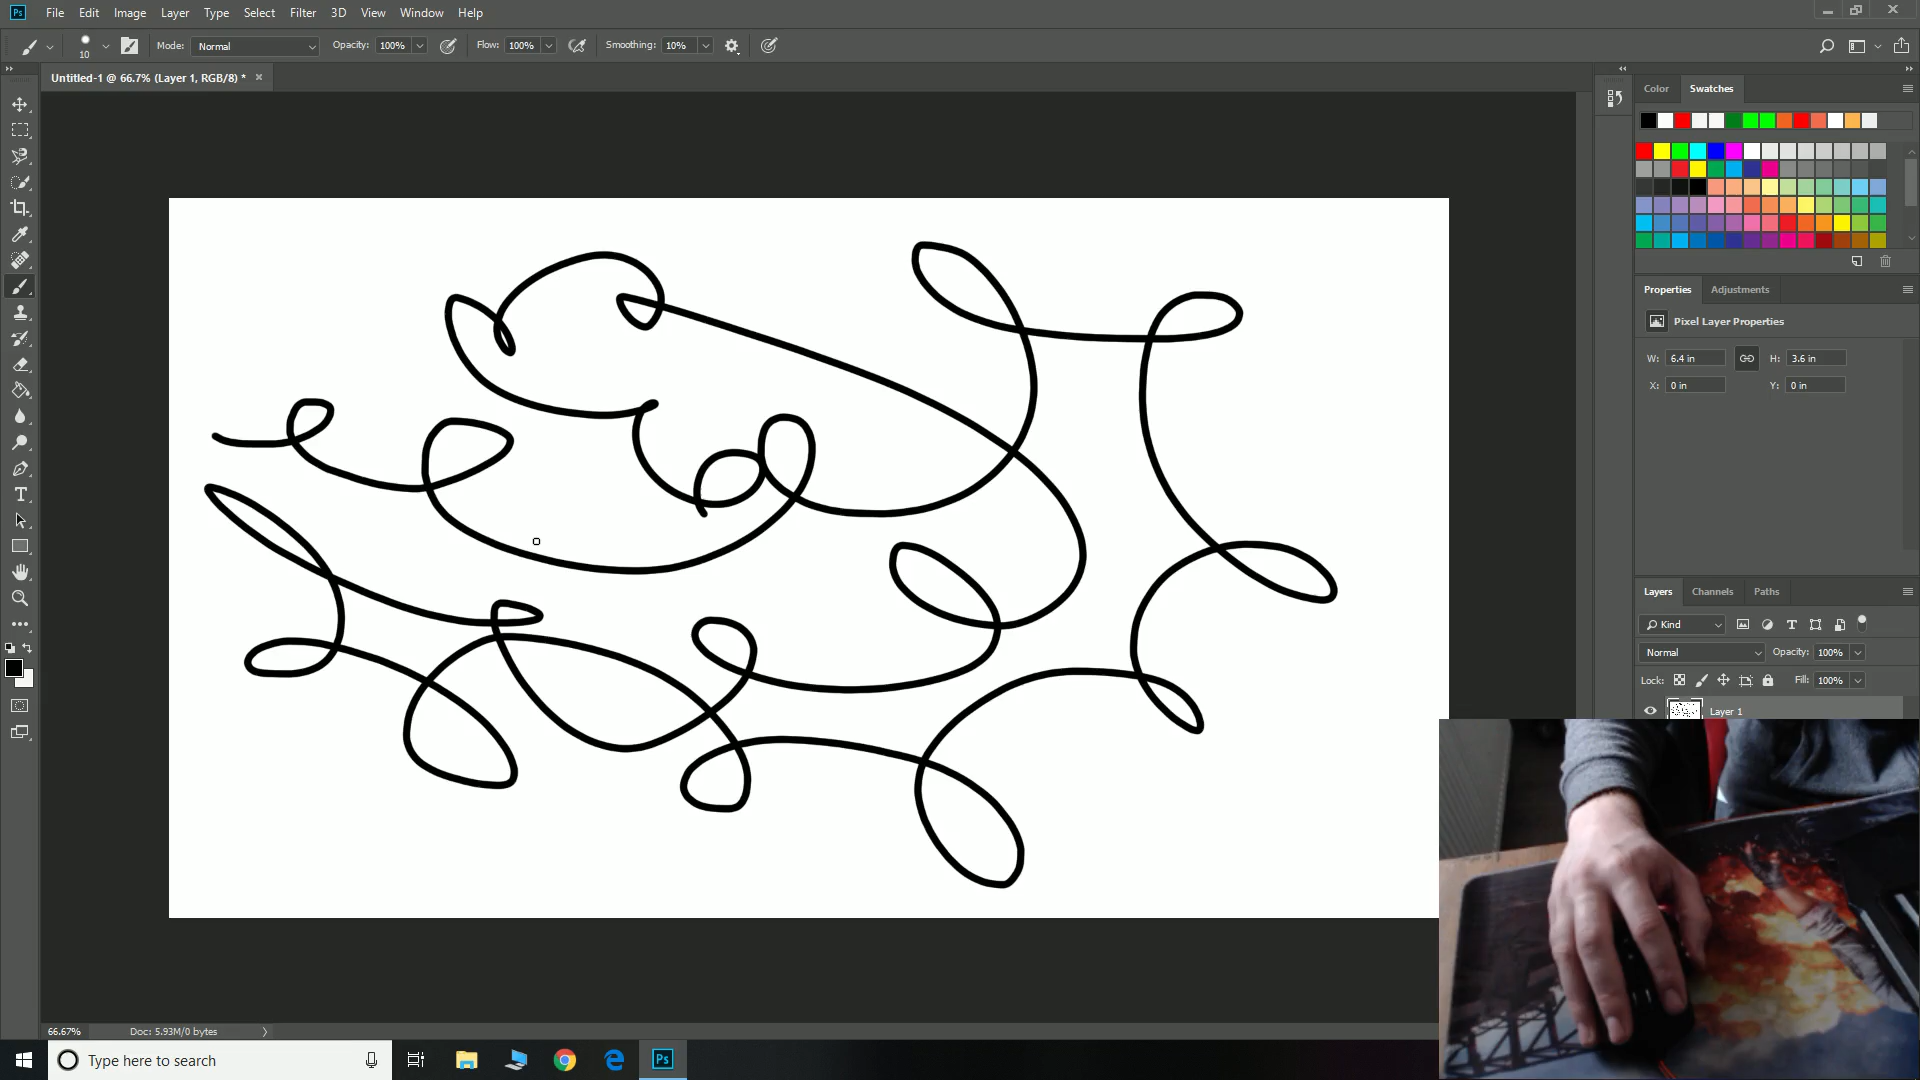 Ps File Edit Image Layer Type Select Filter 3D View Window Help
10 Mode: Normal Opacity: 100% Flow: 100% Smoothing: 10%
Untitled-1 @ 66.7% (Layer 1, RGB/8) * ×
Color Swatches
Properties Adjustments
Pixel Layer Properties
W: 6.4 in H: 3.6 in
X: 0 in Y: 0 in
Layers Channels Paths
Kind
Normal Opacity: 100%
Lock: Fill: 100%
Layer 1
66.67% Doc: 5.93M/0 bytes
Type here to search Ps